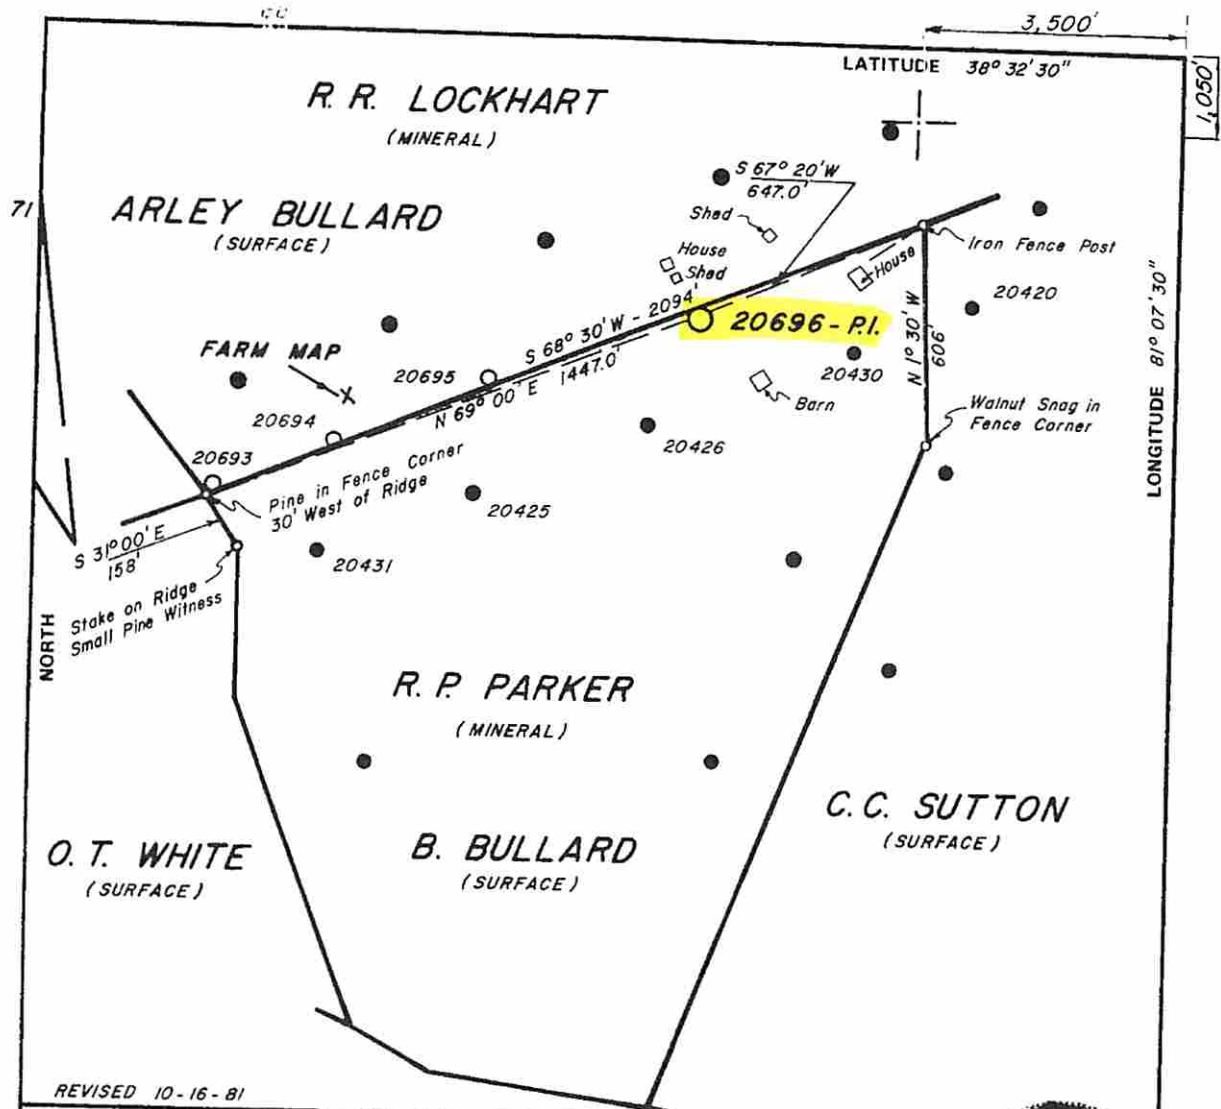 3,500'
LATITUDE 38° 32' 30"
1,050'
R. R. LOCKHART
(MINERAL)
S 67° 20' W
647.0'
71
ARLEY BULLARD
(SURFACE)
Shed
House
Shed
House
Iron Fence Post
20420
S 68° 30' W - 2094'
20696 - P.I.
N 1° 30' W
606'
LONGITUDE 81° 07' 30"
FARM MAP
20695
N 69° 00' E 1447.0'
20430
Barn
Walnut Snag in
Fence Corner
20694
20426
20693
Pine in Fence Corner
30' West of Ridge
20425
S 31° 00' E
158'
20431
Stake on Ridge
Small Pine Witness
NORTH
R. P. PARKER
(MINERAL)
C. C. SUTTON
(SURFACE)
O. T. WHITE
(SURFACE)
B. BULLARD
(SURFACE)
REVISED 10-16-81